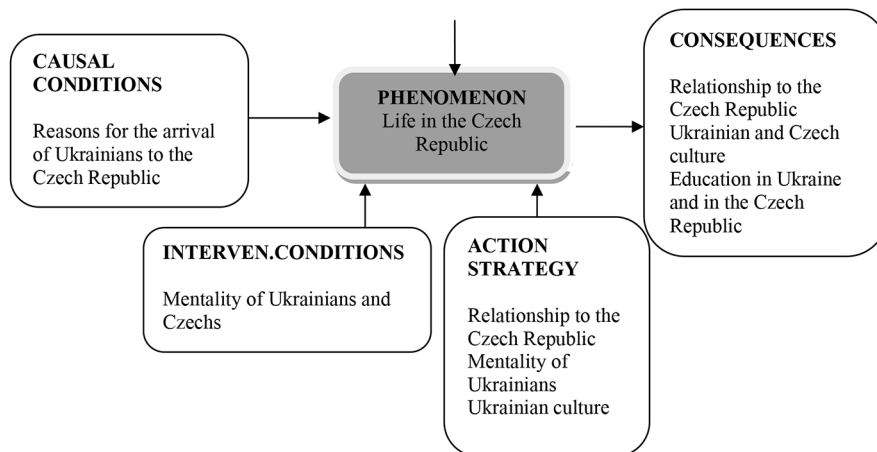 CAUSAL
CONDITIONS
Reasons for the arrival
of Ukrainians to the
Czech Republic
PHENOMENON
Life in the Czech
Republic
CONSEQUENCES
Relationship to the
Czech Republic
Ukrainian and Czech
culture
Education in Ukraine
and in the Czech
Republic
INTERVEN.CONDITIONS
Mentality of Ukrainians and
Czechs
ACTION
STRATEGY
Relationship to the
Czech Republic
Mentality of
Ukrainians
Ukrainian culture